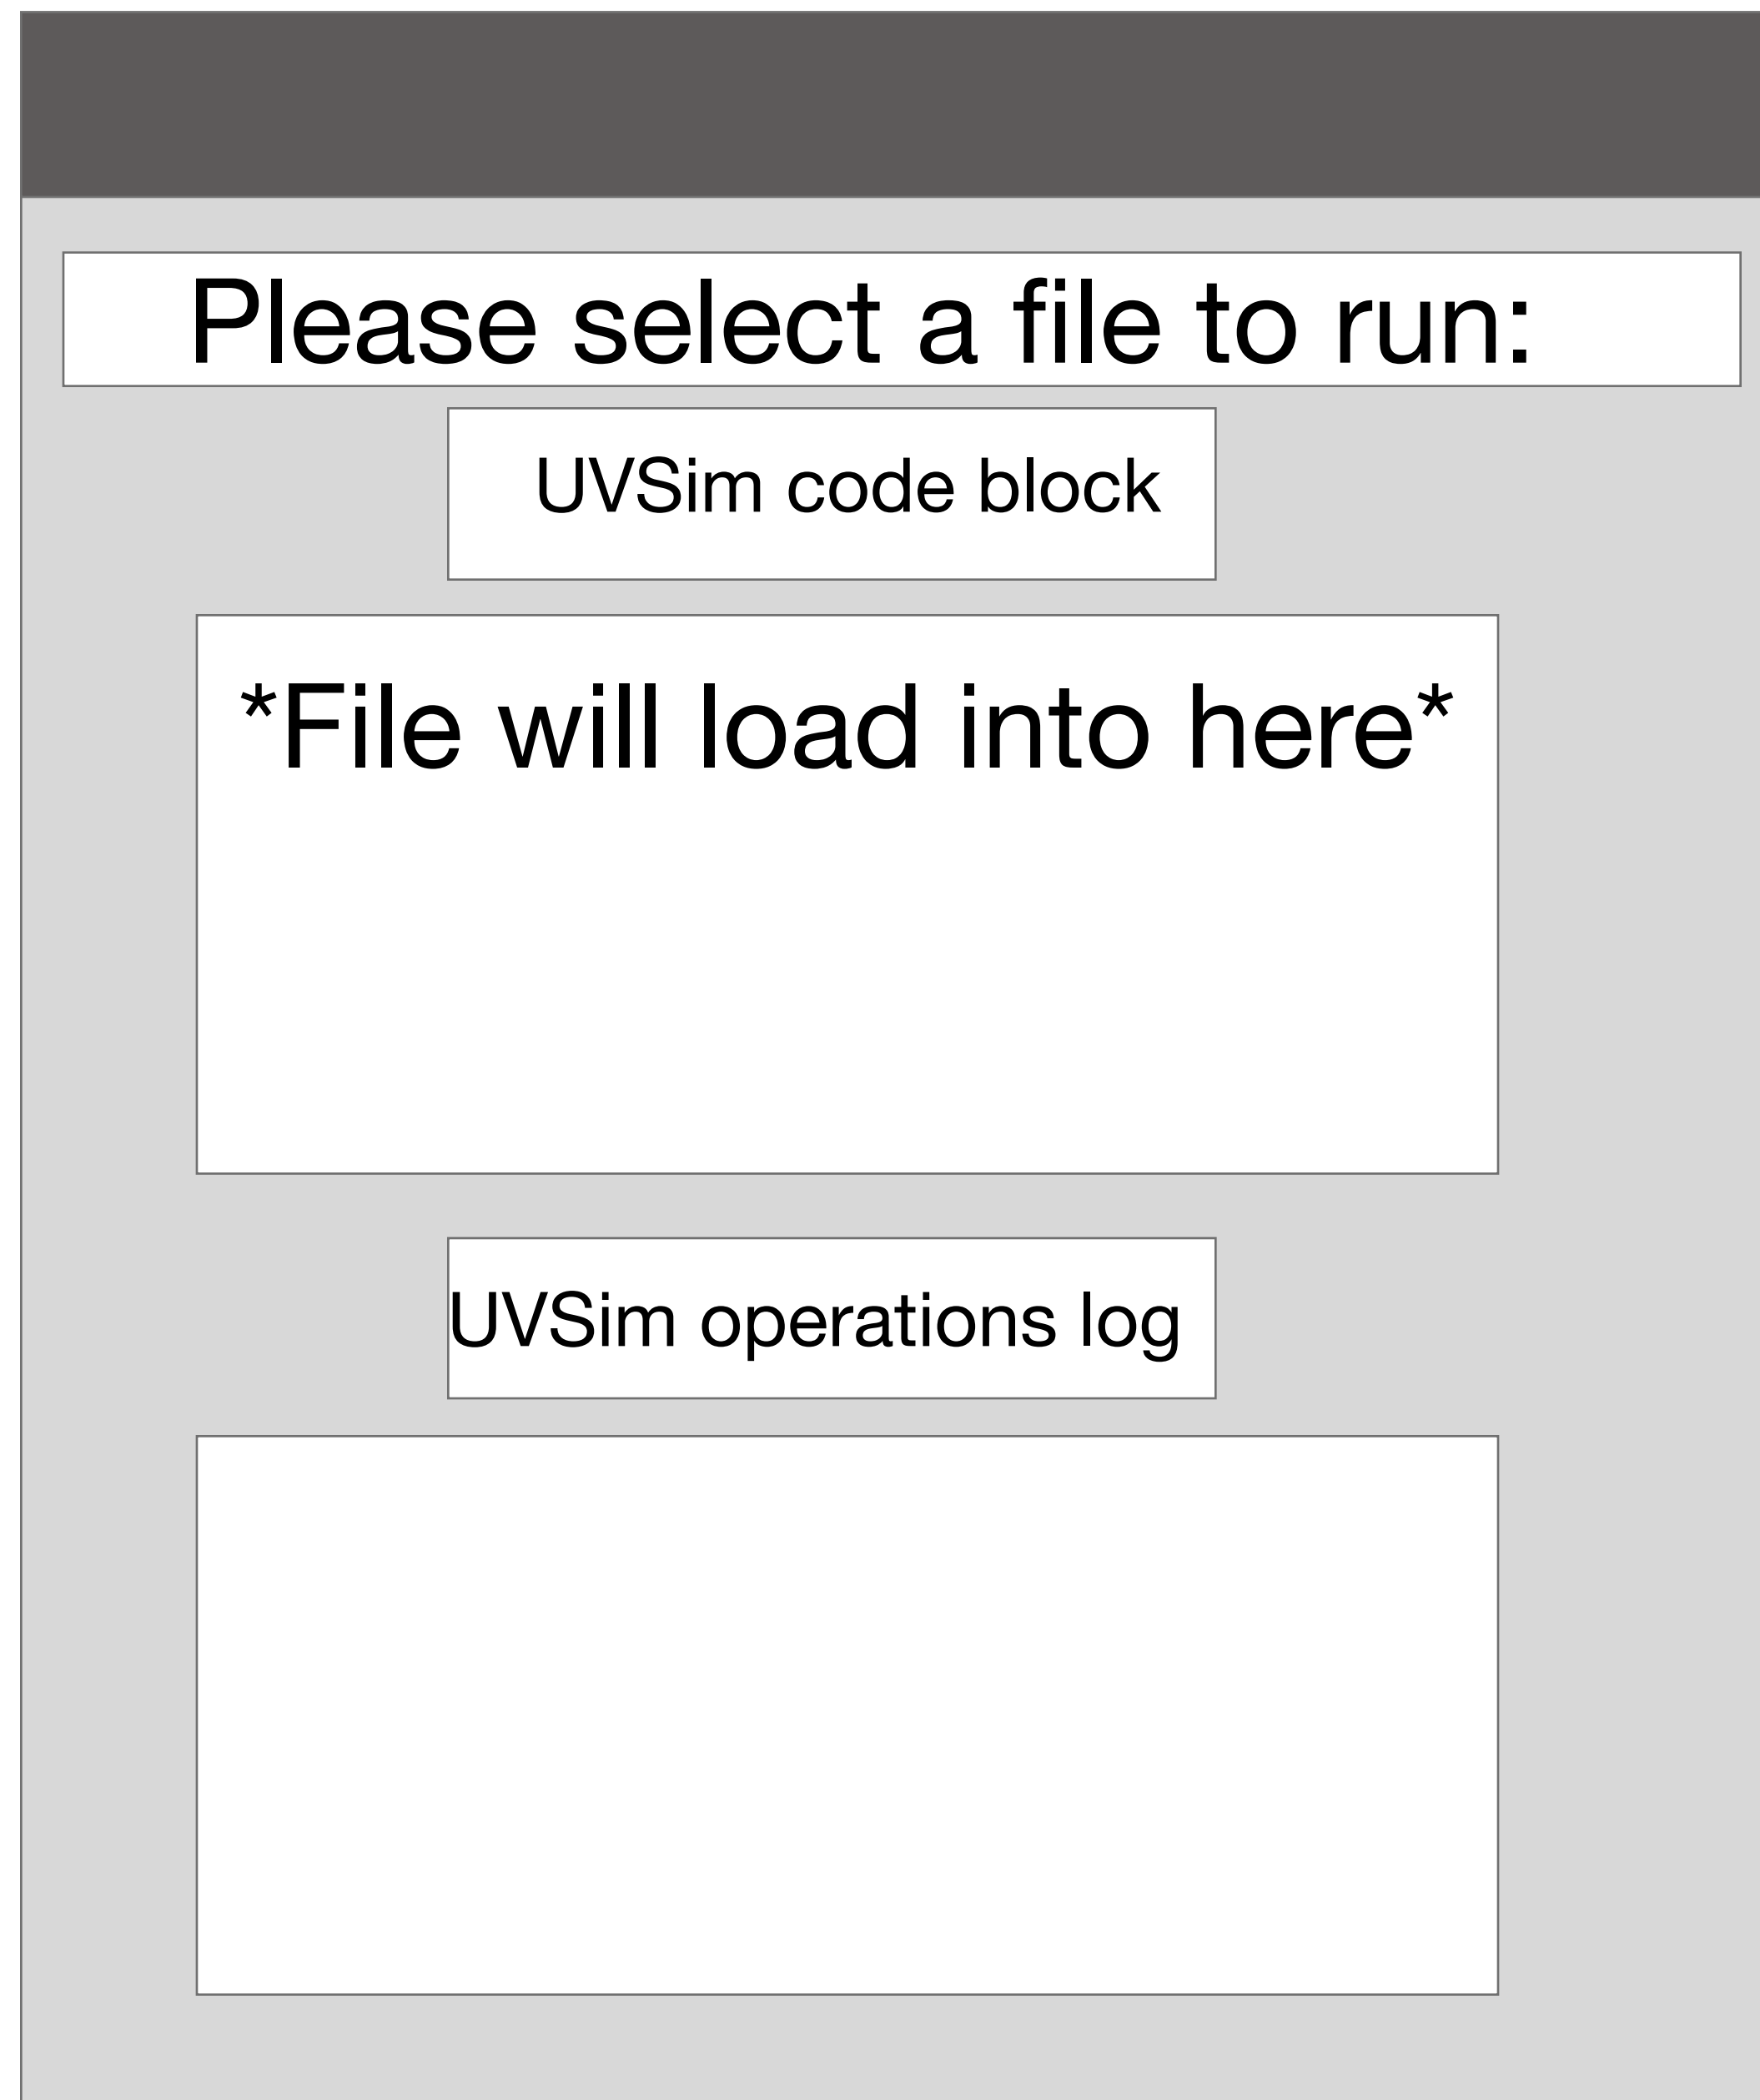 Please select a file to run:
UVSim code block
*File will load into here*
UVSim operations log